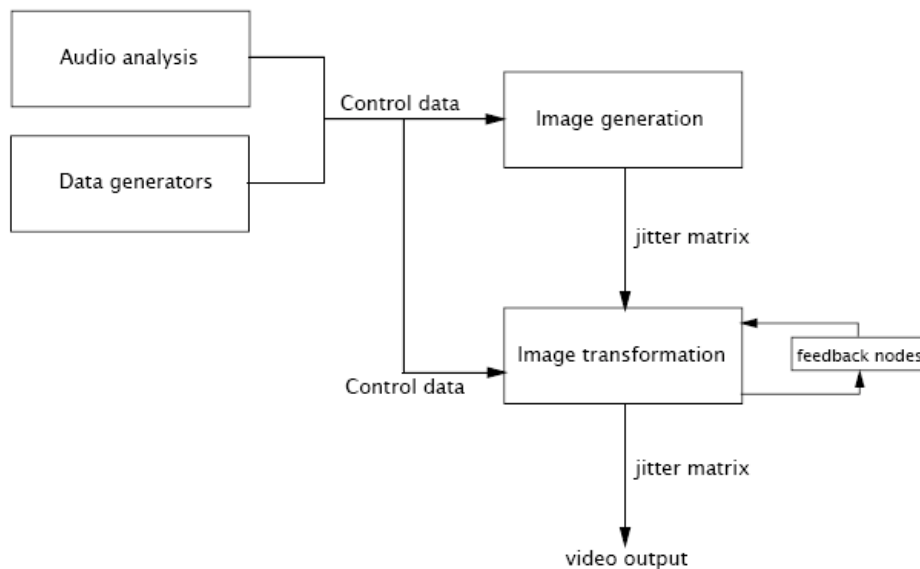 Audio analysis
Control data
Image generation
Data generators
jitter matrix
Image transformation
feedback nodes
Control data
jitter matrix
video output